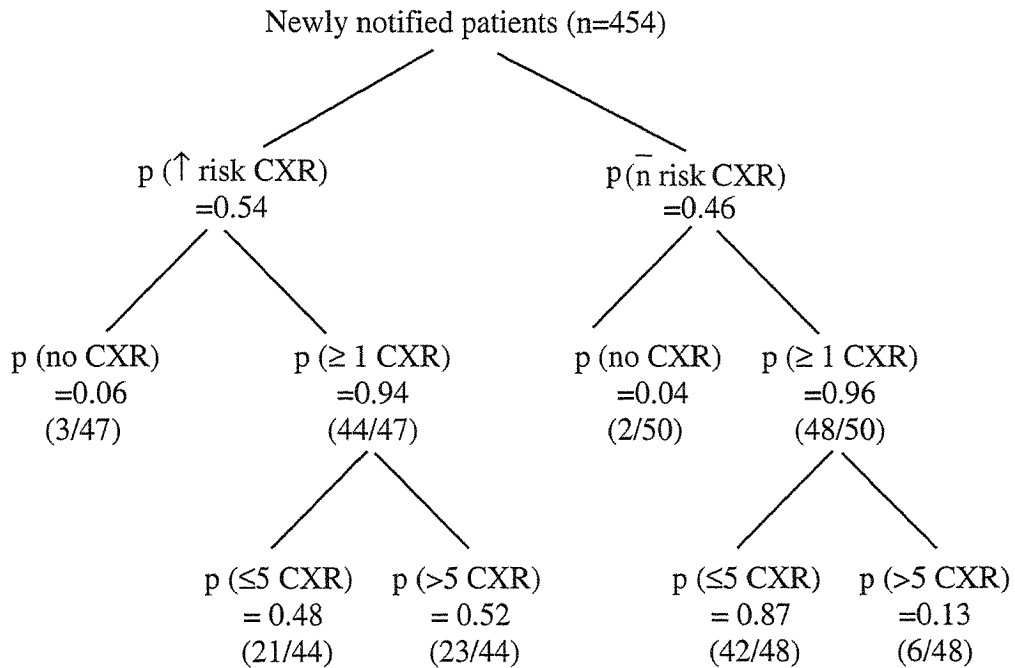 Newly notified patients (n=454)
p (↑ risk CXR)
=0.54
p (n̄ risk CXR)
=0.46
p (no CXR)
=0.06
(3/47)
p (≥ 1 CXR)
=0.94
(44/47)
p (no CXR)
=0.04
(2/50)
p (≥ 1 CXR)
=0.96
(48/50)
p (≤5 CXR)
= 0.48
(21/44)
p (>5 CXR)
= 0.52
(23/44)
p (≤5 CXR)
= 0.87
(42/48)
p (>5 CXR)
=0.13
(6/48)